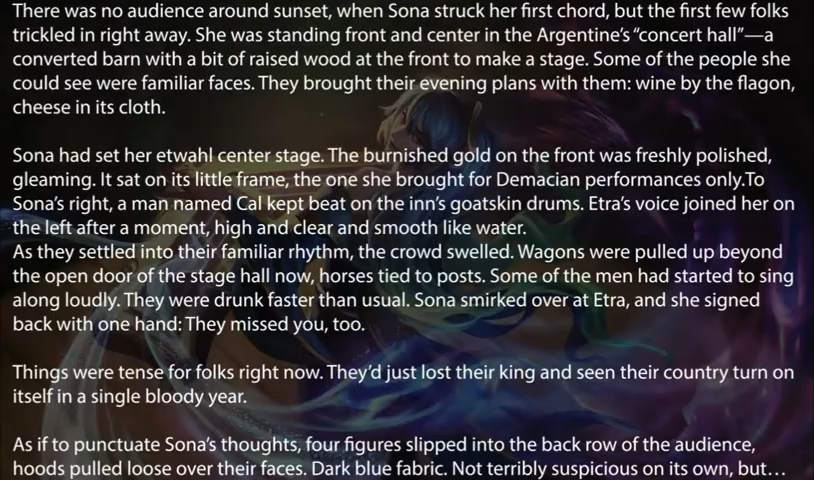 There was no audience around sunset, when Sona struck her first chord, but the first few folks
trickled in right away. She was standing front and center in the Argentine's “concert hall”—a
converted barn with a bit of raised wood at the front to make a stage. Some of the people she
could see were familiar faces. They brought their evening plans with them: wine by the flagon,
cheese in its cloth.
Sona had set her etwahl center stage. The burnished gold on the front was freshly polished,
gleaming. It sat on its little frame, the one she brought for Demacian performances only.To
Sona's right, a man named Cal kept beat on the inn's goatskin drums. Etra's voice joined her on
the left after a moment, high and clear and smooth like water.
As they settled into their familiar rhythm, the crowd swelled. Wagons were pulled up beyond
the open door of the stage hall now, horses tied to posts. Some of the men had started to sing
along loudly. They were drunk faster than usual. Sona smirked over at Etra, and she signed
back with one hand: They missed you, too.
Things were tense for folks right now. They'd just lost their king and seen their country turn on
itself in a single bloody year.
As if to punctuate Sona's thoughts, four figures slipped into the back row of the audience,
hoods pulled loose over their faces. Dark blue fabric. Not terribly suspicious on its own, but…